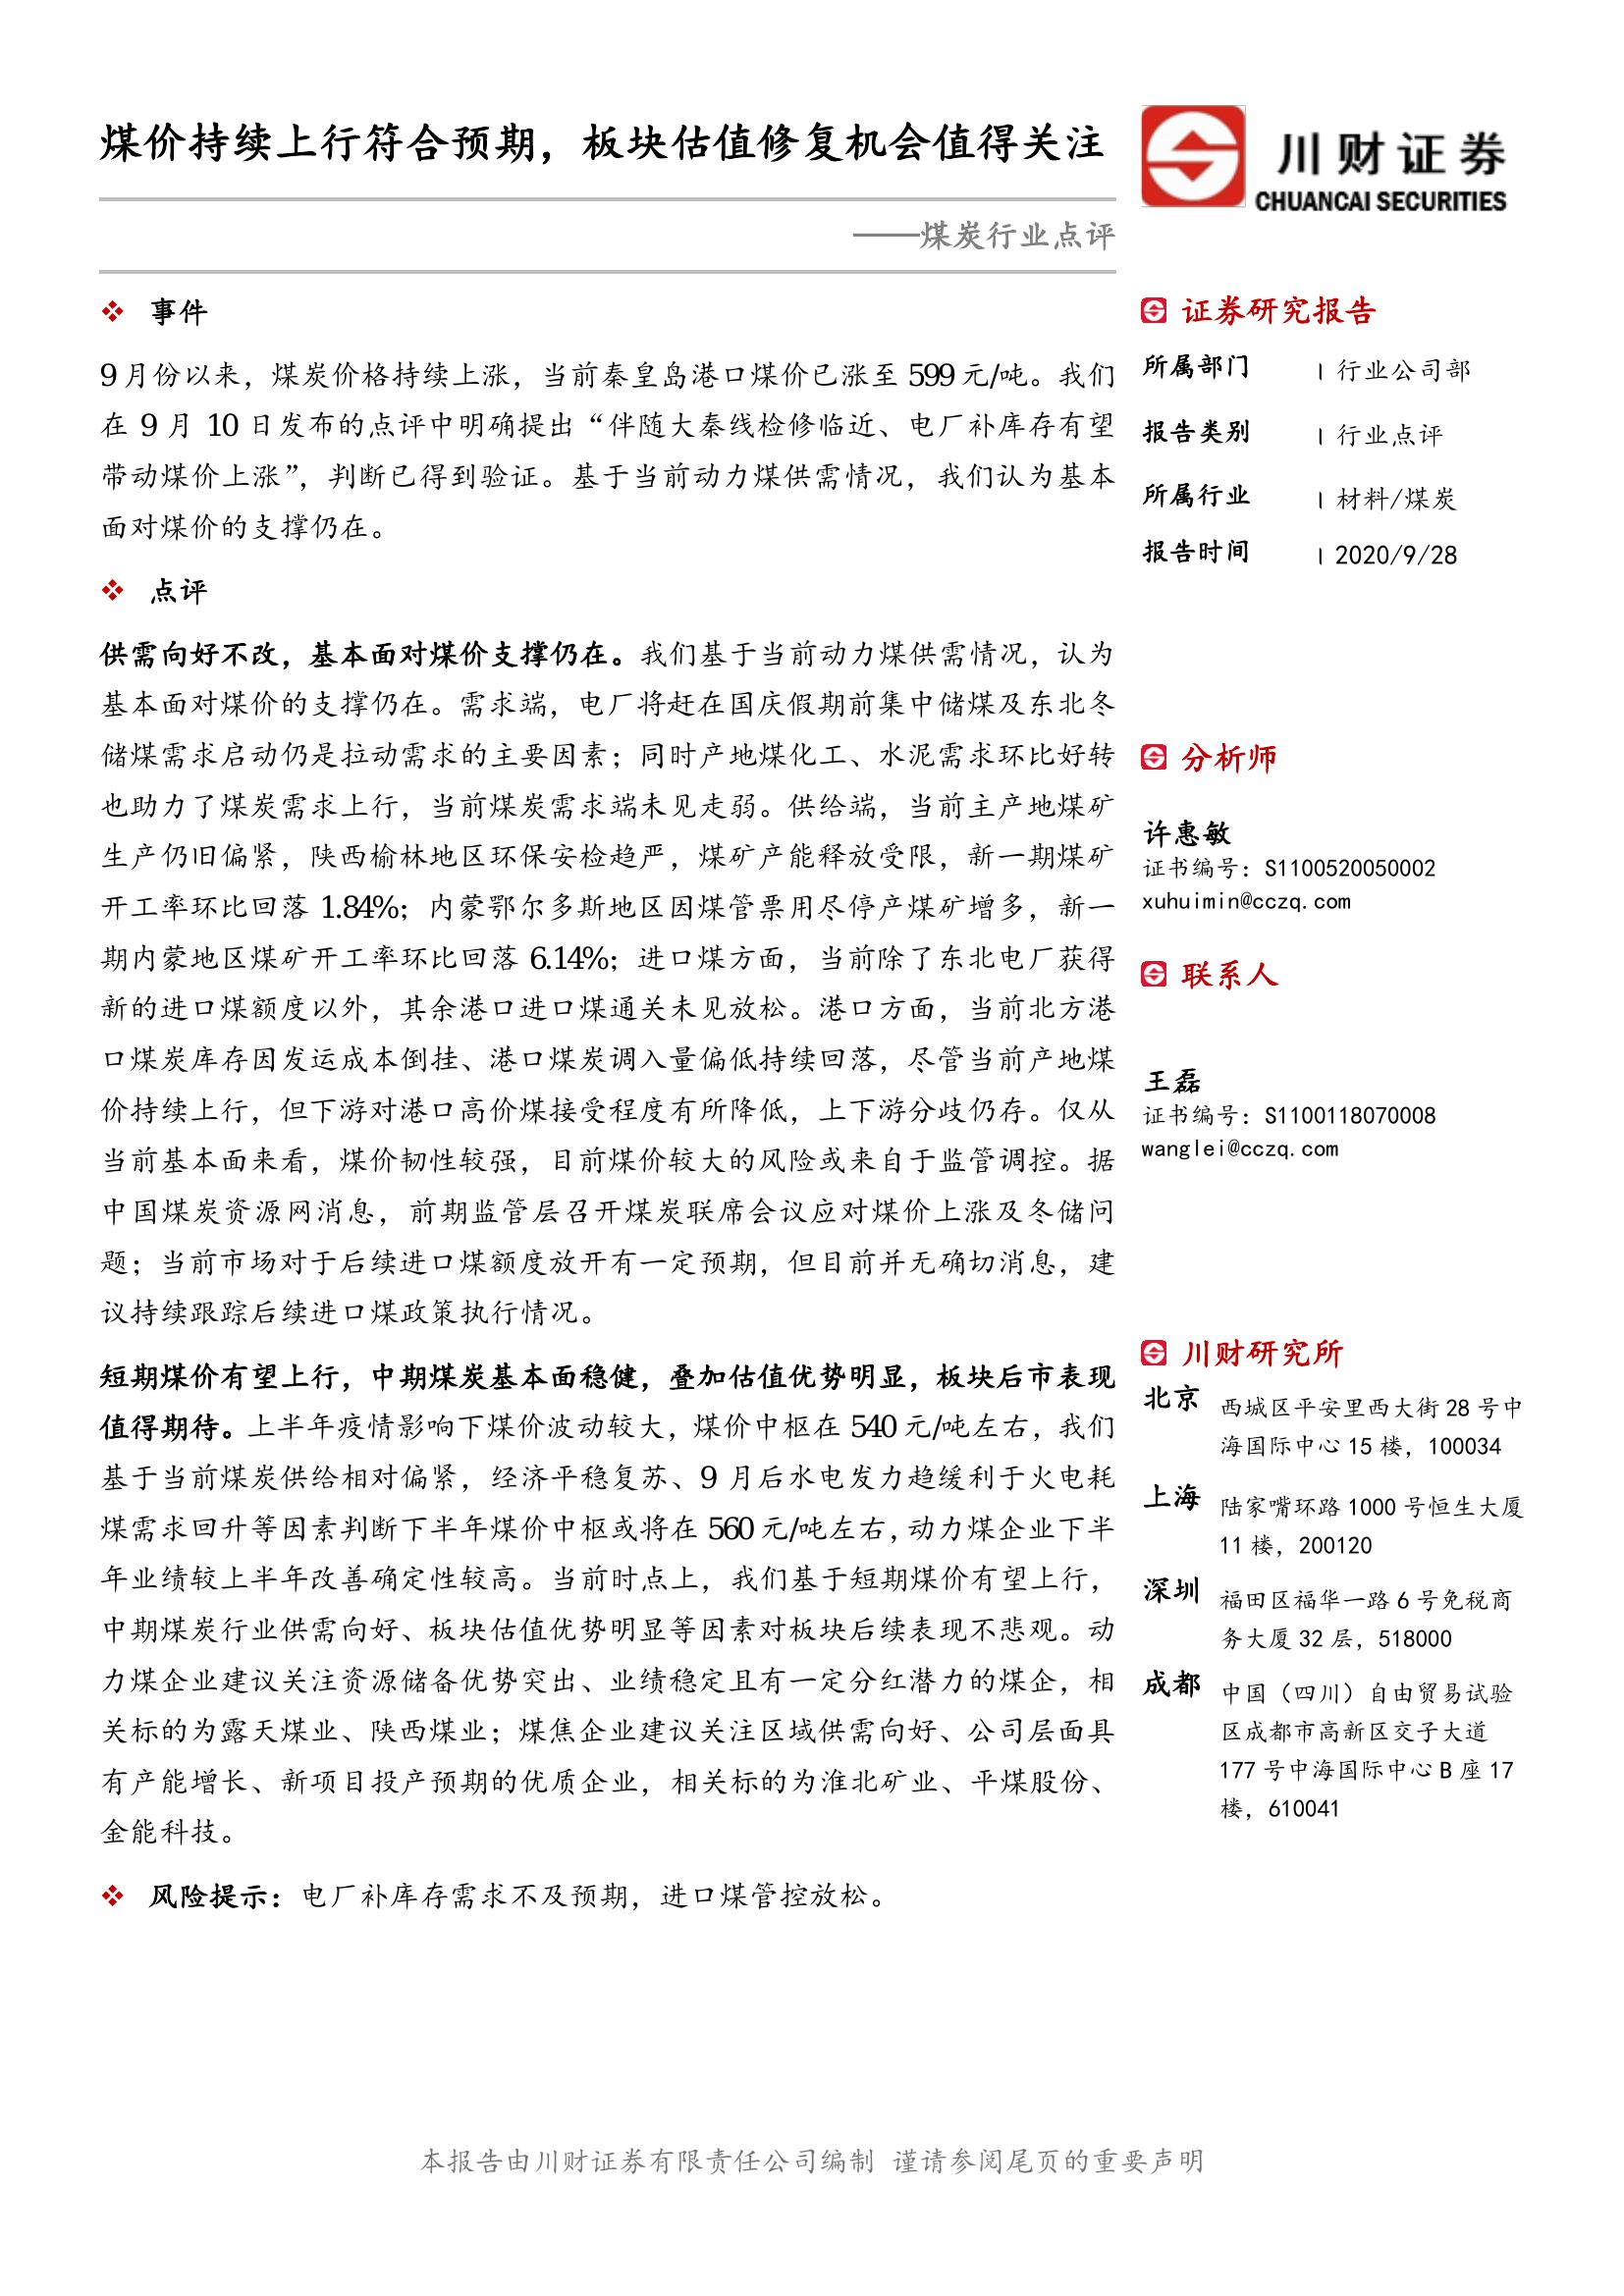 煤价持续上行符合预期，板块估值修复机会值得关注
——煤炭行业点评
川财证券
CHUANCAI SECURITIES
事件
9月份以来，煤炭价格持续上涨，当前秦皇岛港口煤价已涨至 599 元/吨。我们
在 9 月 10 日发布的点评中明确提出“伴随大秦线检修临近、电厂补库存有望
带动煤价上涨”，判断已得到验证。基于当前动力煤供需情况，我们认为基本
面对煤价的支撑仍在。
点评
供需向好不改，基本面对煤价支撑仍在。我们基于当前动力煤供需情况，认为
基本面对煤价的支撑仍在。需求端，电厂将赶在国庆假期前集中储煤及东北冬
储煤需求启动仍是拉动需求的主要因素；同时产地煤化工、水泥需求环比好转
也助力了煤炭需求上行，当前煤炭需求端未见走弱。供给端，当前主产地煤矿
生产仍旧偏紧，陕西榆林地区环保安检趋严，煤矿产能释放受限，新一期煤矿
开工率环比回落 1.84%；内蒙鄂尔多斯地区因煤管票用尽停产煤矿增多，新一
期内蒙地区煤矿开工率环比回落 6.14%；进口煤方面，当前除了东北电厂获得
新的进口煤额度以外，其余港口进口煤通关未见放松。港口方面，当前北方港
口煤炭库存因发运成本倒挂、港口煤炭调入量偏低持续回落，尽管当前产地煤
价持续上行，但下游对港口高价煤接受程度有所降低，上下游分歧仍存。仅从
当前基本面来看，煤价韧性较强，目前煤价较大的风险或来自于监管调控。据
中国煤炭资源网消息，前期监管层召开煤炭联席会议应对煤价上涨及冬储问
题；当前市场对于后续进口煤额度放开有一定预期，但目前并无确切消息，建
议持续跟踪后续进口煤政策执行情况。
短期煤价有望上行，中期煤炭基本面稳健，叠加估值优势明显，板块后市表现
值得期待。上半年疫情影响下煤价波动较大，煤价中枢在 540 元/吨左右，我们
基于当前煤炭供给相对偏紧，经济平稳复苏、9 月后水电发力趋缓利于火电耗
煤需求回升等因素判断下半年煤价中枢或将在 560 元/吨左右，动力煤企业下半
年业绩较上半年改善确定性较高。当前时点上，我们基于短期煤价有望上行，
中期煤炭行业供需向好、板块估值优势明显等因素对板块后续表现不悲观。动
力煤企业建议关注资源储备优势突出、业绩稳定且有一定分红潜力的煤企，相
关标的为露天煤业、陕西煤业；煤焦企业建议关注区域供需向好、公司层面具
有产能增长、新项目投产预期的优质企业，相关标的为淮北矿业、平煤股份、
金能科技。
风险提示：电厂补库存需求不及预期，进口煤管控放松。
证券研究报告
所属部门 | 行业公司部
报告类别 | 行业点评
所属行业 | 材料/煤炭
报告时间 | 2020/9/28
分析师
许惠敏
证书编号：S1100520050002
xuhuimin@cczq.com
联系人
王磊
证书编号：S1100118070008
wanglei@cczq.com
川财研究所
北京 西城区平安里西大街 28 号中
海国际中心 15 楼，100034
上海 陆家嘴环路 1000 号恒生大厦
11 楼，200120
深圳 福田区福华一路 6 号免税商
务大厦 32 层，518000
成都 中国（四川）自由贸易试验
区成都市高新区交子大道
177 号中海国际中心 B 座 17
楼，610041
本报告由川财证券有限责任公司编制 谨请参阅尾页的重要声明